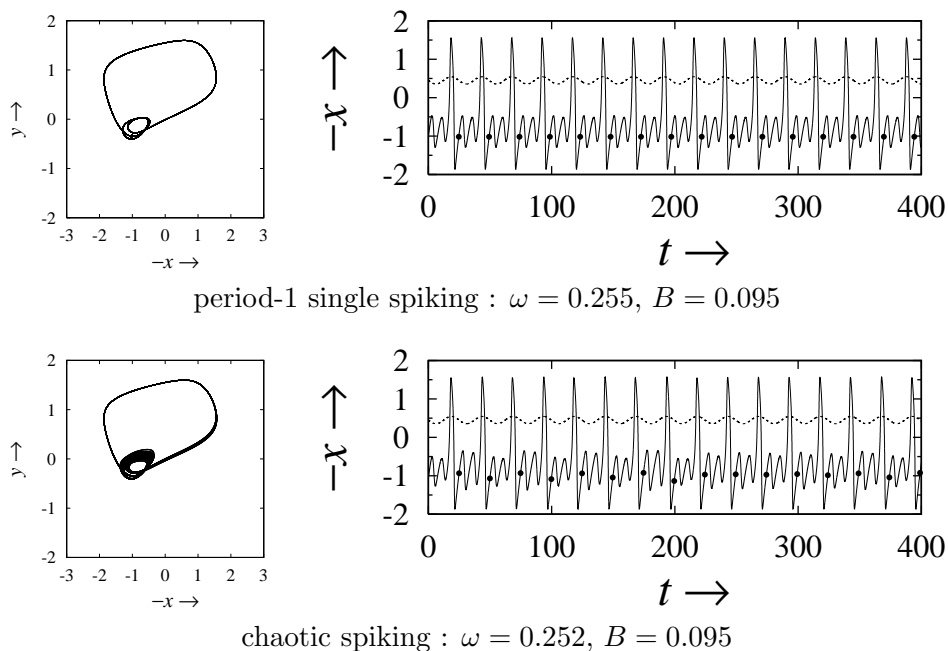 2
1
0
-1
2
y →
-3 -2 -1 0 1 2 3
−x →
2
1
0
-1
-2
−x →
0 100 200 300 400
t →
period-1 single spiking : ω = 0.255, B = 0.095
2
1
0
-1
-2
y →
-3 -2 -1 0 1 2 3
−x →
2
1
0
-1
-2
−x →
0 100 200 300 400
t →
chaotic spiking : ω = 0.252, B = 0.095